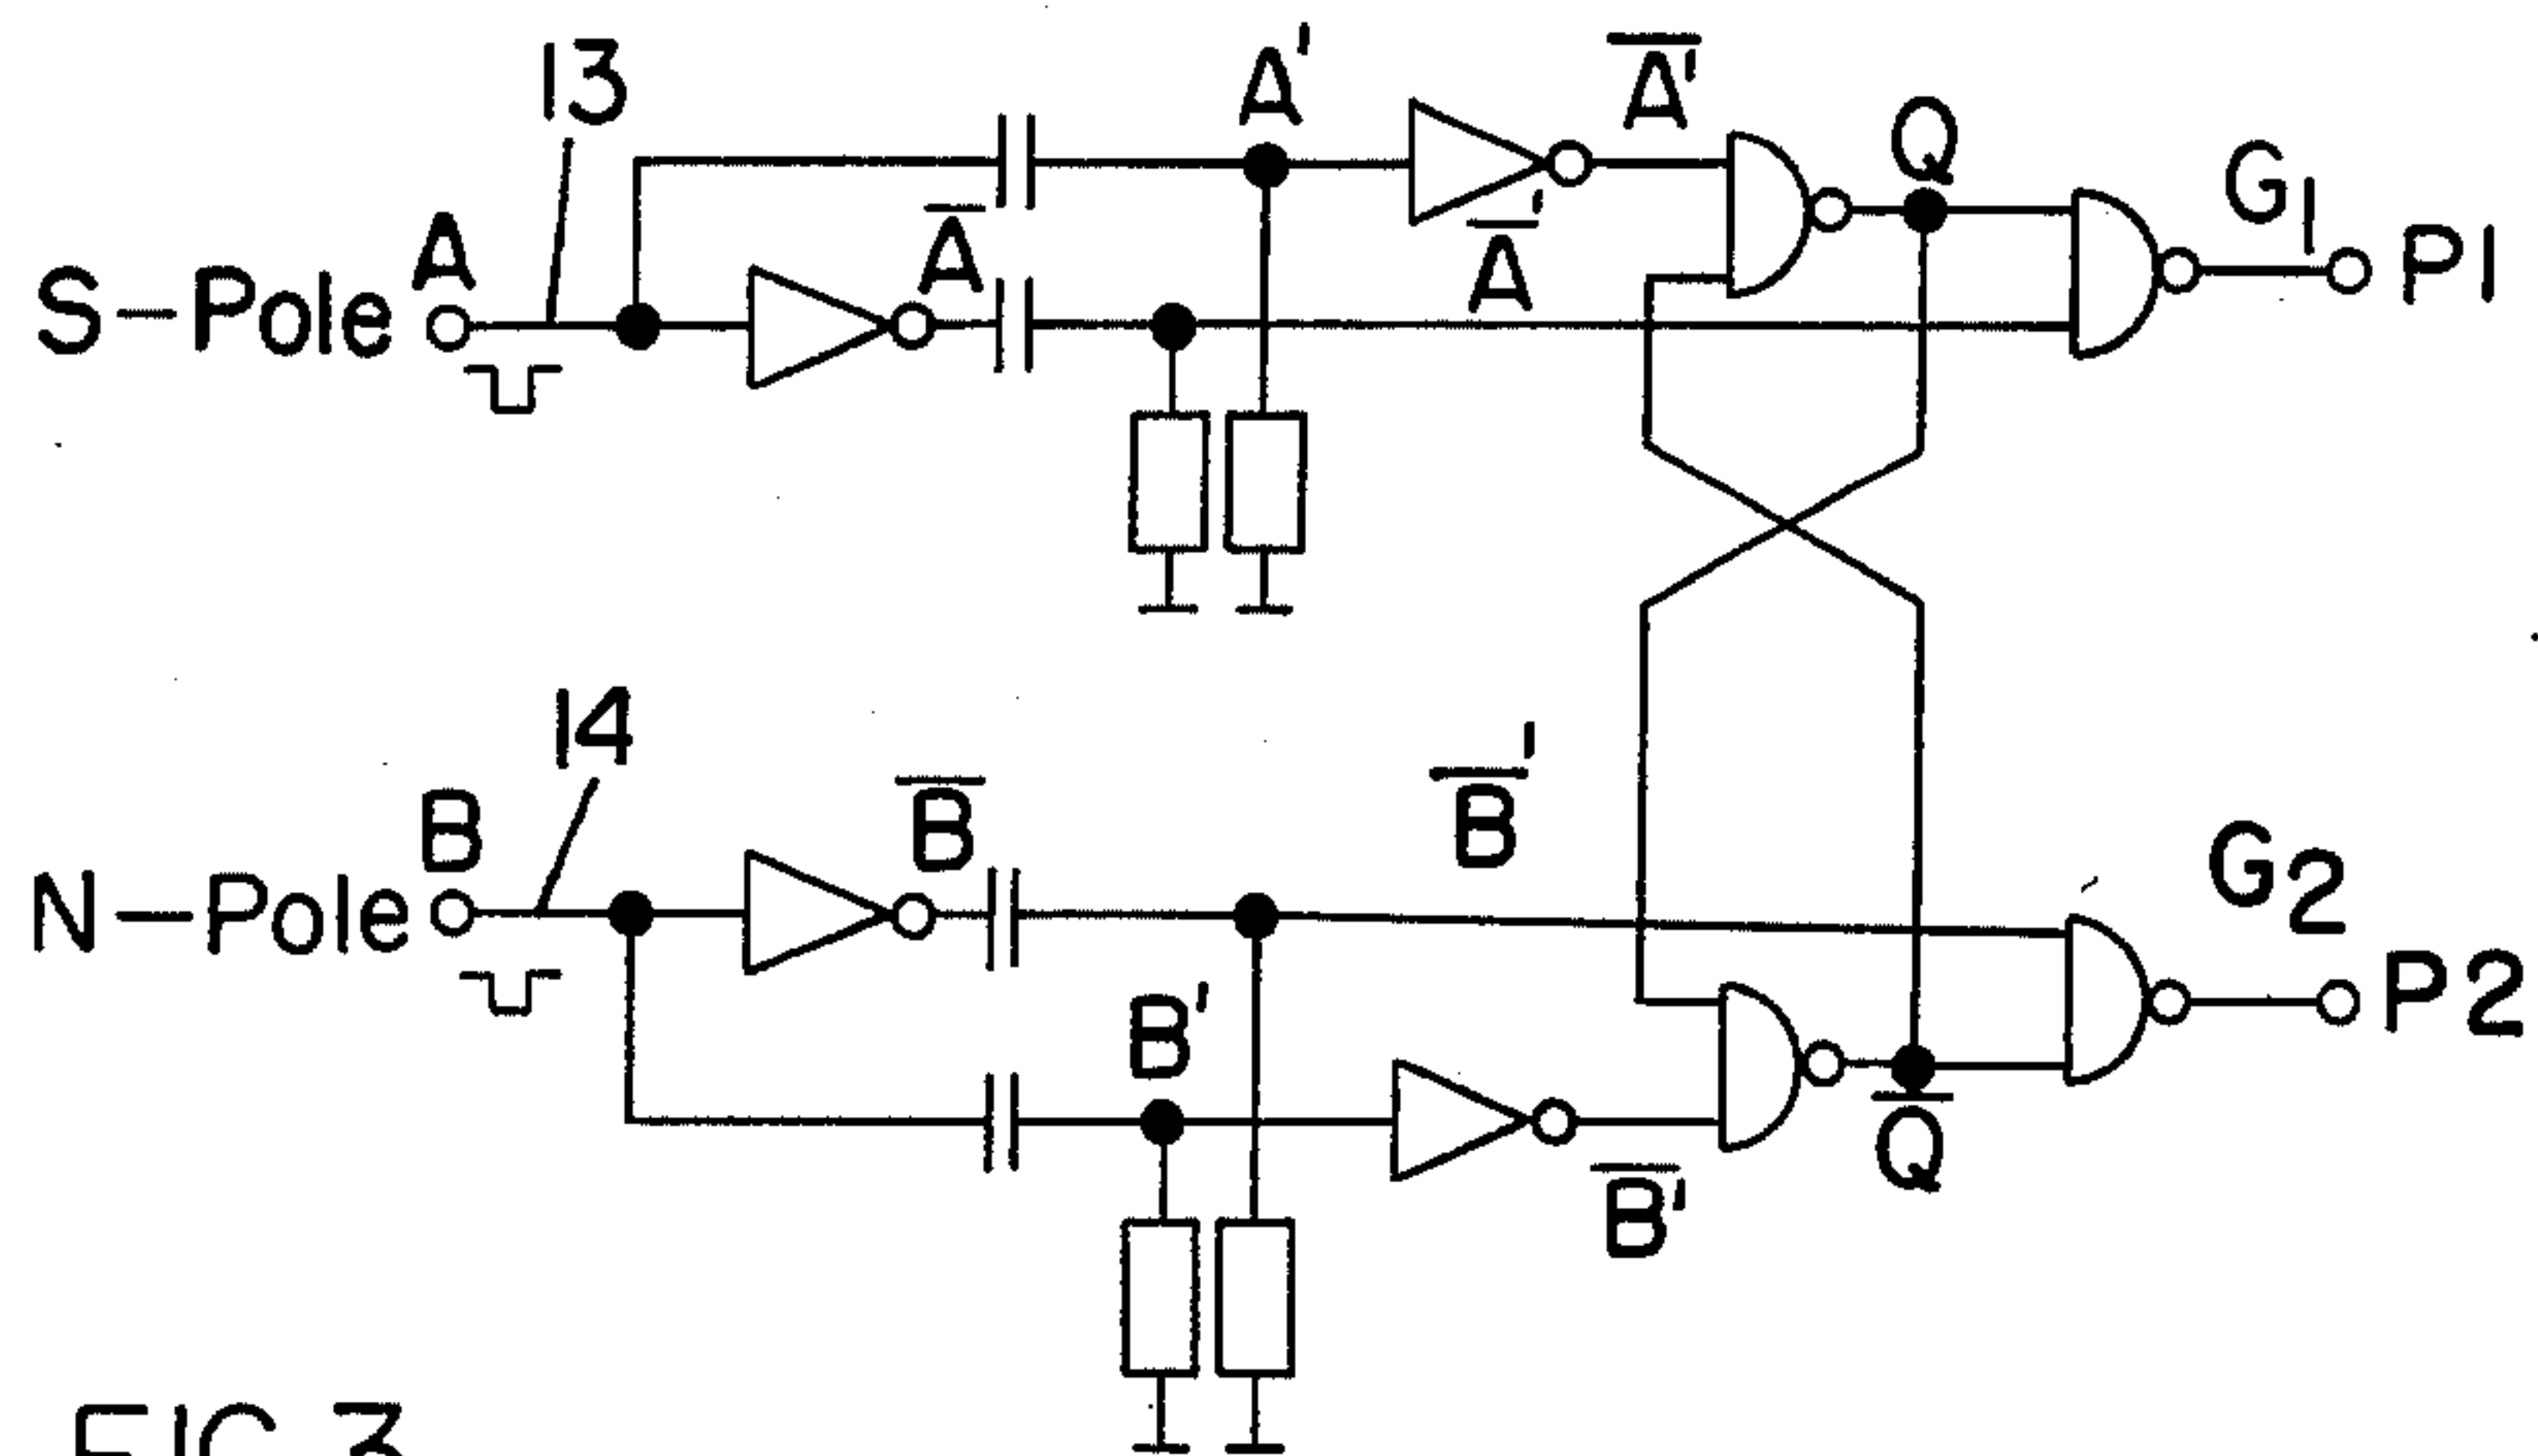 13
A'
A̅'̅
Q
G1
P1
S-Pole
A
A̅
A̅'
14
B̅'
N-Pole
B
B̅
G2
P2
B'
Q̅
B̅'̅
FIG.3